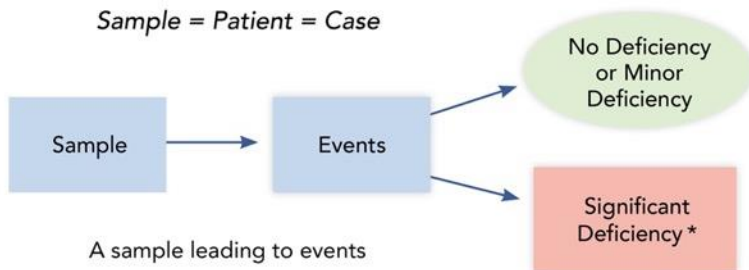 Sample = Patient = Case
No Deficiency
or Minor
Deficiency
Sample
Events
Significant
Deficiency *
A sample leading to events